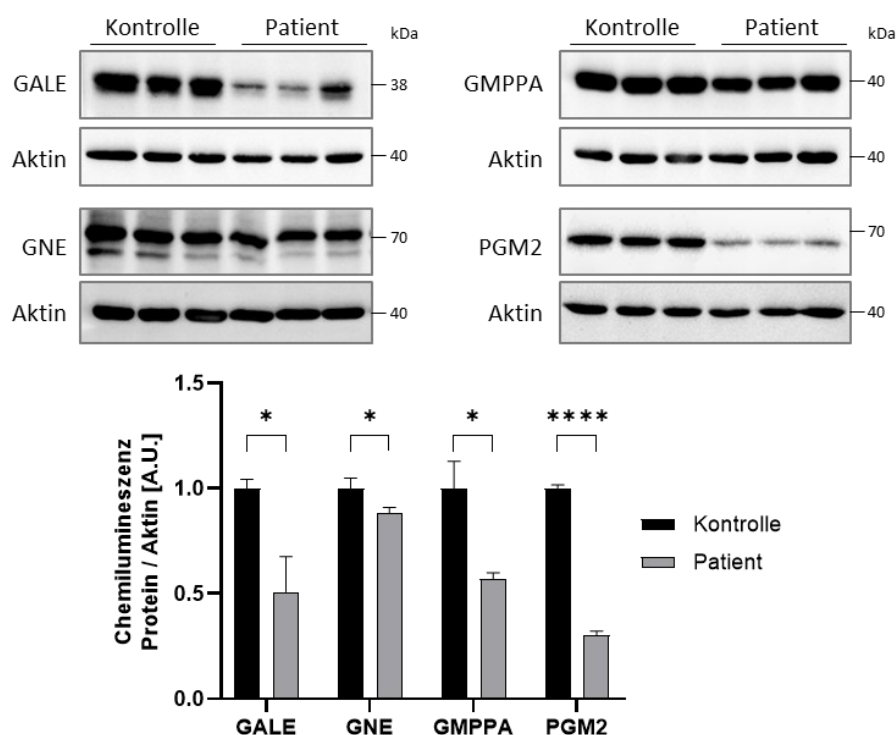 Kontrolle Patient kDa
GALE 38
Aktin 40
GNE 70
Aktin 40
Kontrolle Patient kDa
GMPPA 40
Aktin 40
PGM2 70
Aktin 40
Chemilumineszenz
Protein / Aktin [A.U.]
1.5
1.0
0.5
0.0
* * * ****
GALE GNE GMPPA PGM2
Kontrolle
Patient